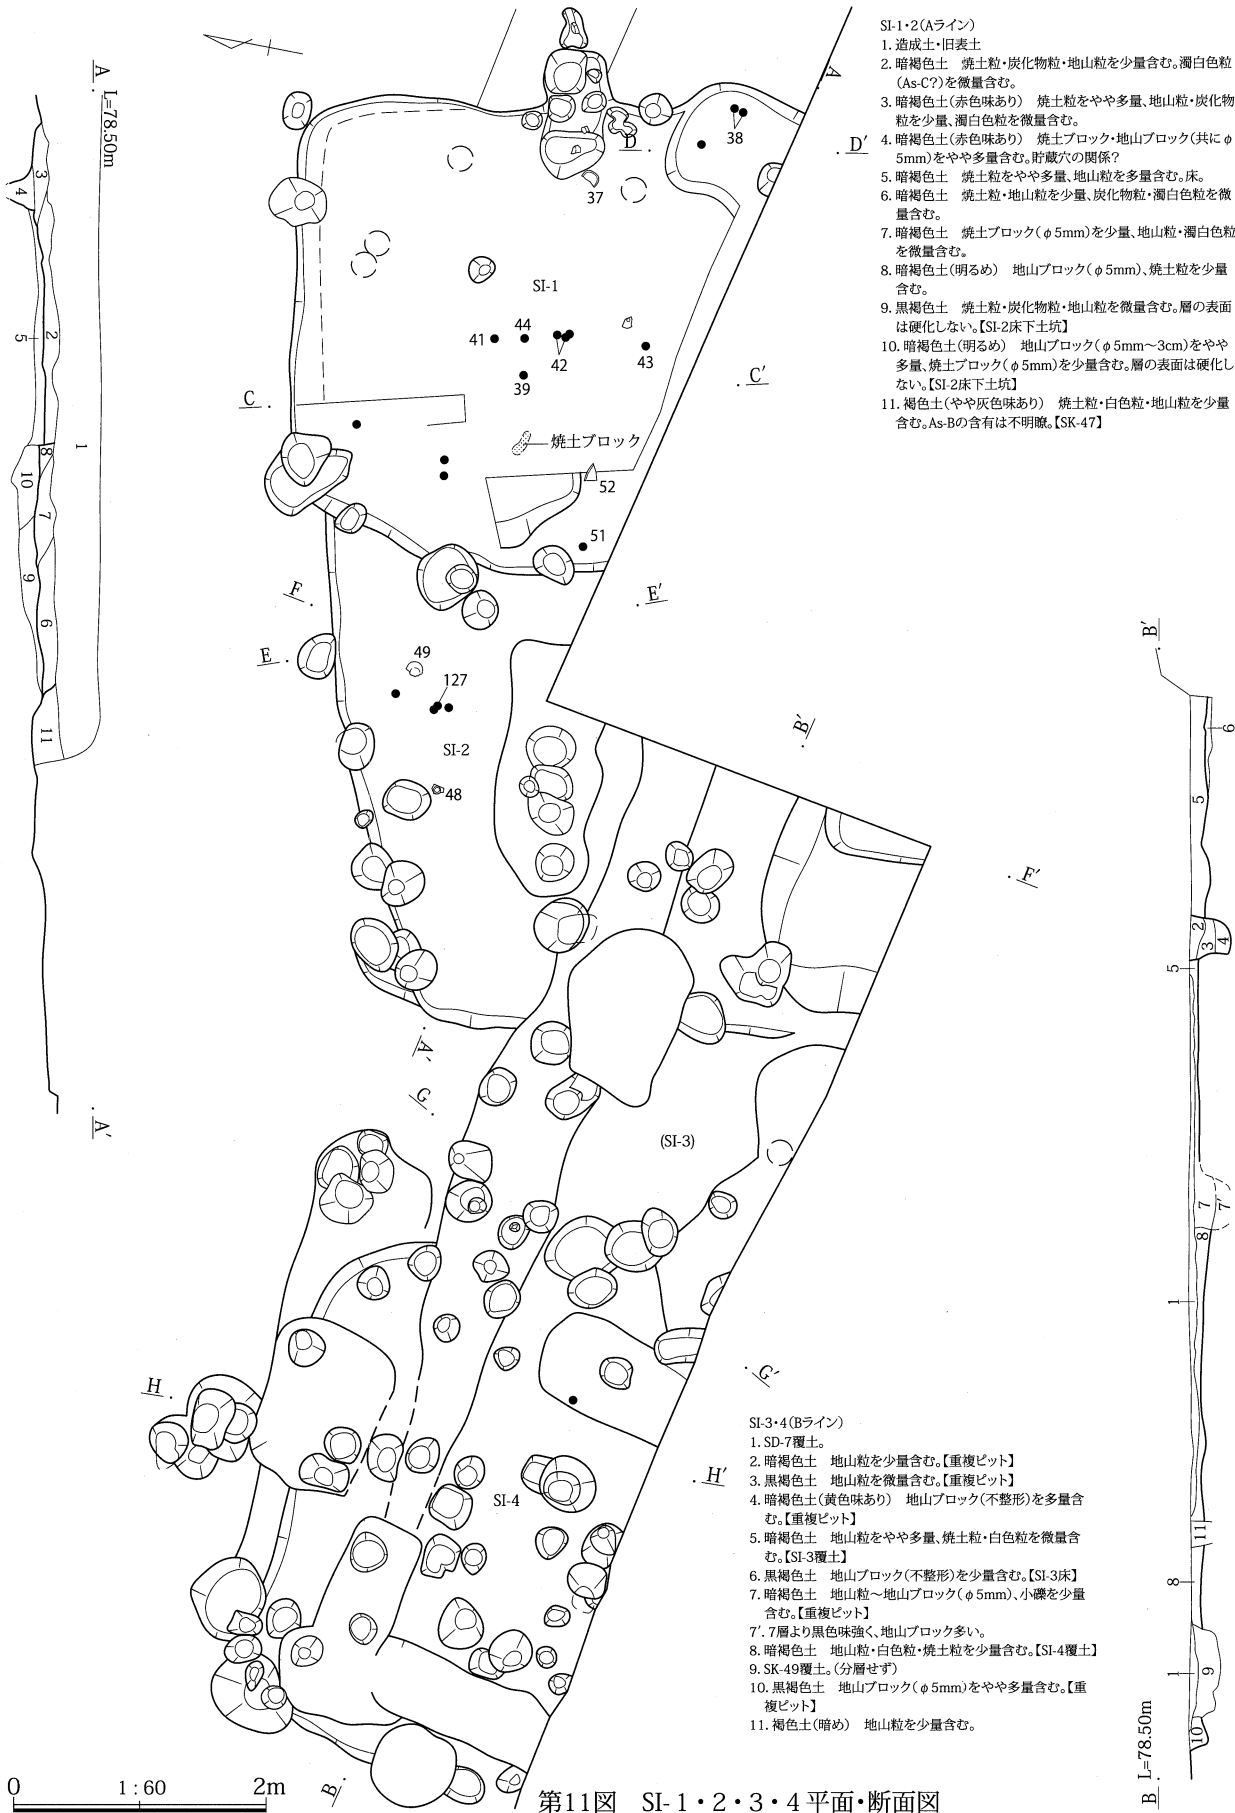 SI-1・2(Aライン)
1. 造成土・旧表土
2. 暗褐色土　焼土粒・炭化物粒・地山粒を少量含む。濁白色粒
(As-C?)を微量含む。
3. 暗褐色土(赤色味あり)　焼土粒をやや多量、地山粒・炭化物
粒を少量、濁白色粒を微量含む。
4. 暗褐色土(赤色味あり)　焼土ブロック・地山ブロック(共にφ
5mm)をやや多量含む。貯蔵穴の関係?
5. 暗褐色土　焼土粒をやや多量、地山粒を多量含む。床。
6. 暗褐色土　焼土粒・地山粒を少量、炭化物粒・濁白色粒を微
量含む。
7. 暗褐色土　焼土ブロック(φ5mm)を少量、地山粒・濁白色粒
を微量含む。
8. 暗褐色土(明るめ)　地山ブロック(φ5mm)、焼土粒を少量
含む。
9. 黒褐色土　焼土粒・炭化物粒・地山粒を微量含む。層の表面
は硬化しない。【SI-2床下土坑】
10. 暗褐色土(明るめ)　地山ブロック(φ5mm～3cm)をやや
多量、焼土ブロック(φ5mm)を少量含む。層の表面は硬化し
ない。【SI-2床下土坑】
11. 褐色土(やや灰色味あり)　焼土粒・白色粒・地山粒を少量
含む。As-Bの含有は不明瞭。【SK-47】
A
L=78.50m
3
4
2
5
1
8
10
7
9
6
11
A′
A
D
D′
38
37
SI-1
41
44
42
43
39
C
C′
焼土ブロック
52
51
F
E′
E
49
127
SI-2
48
B′
F′
A′
G
(SI-3)
G′
H
H′
SI-4
B
B′
6
5
2
3
4
5
7
7′
8
1
11
8
1
9
10
L=78.50m
B
SI-3・4(Bライン)
1. SD-7覆土。
2. 暗褐色土　地山粒を少量含む。【重複ピット】
3. 黒褐色土　地山粒を微量含む。【重複ピット】
4. 暗褐色土(黄色味あり)　地山ブロック(不整形)を多量含
む。【重複ピット】
5. 暗褐色土　地山粒をやや多量、焼土粒・白色粒を微量含
む。【SI-3覆土】
6. 黒褐色土　地山ブロック(不整形)を少量含む。【SI-3床】
7. 暗褐色土　地山粒～地山ブロック(φ5mm)、小礫を少量
含む。【重複ピット】
7′. 7層より黒色味強く、地山ブロック多い。
8. 暗褐色土　地山粒・白色粒・焼土粒を少量含む。【SI-4覆土】
9. SK-49覆土。(分層せず)
10. 黒褐色土　地山ブロック(φ5mm)をやや多量含む。【重
複ピット】
11. 褐色土(暗め)　地山粒を少量含む。
0　1:60　2m
第11図　SI-1・2・3・4平面・断面図